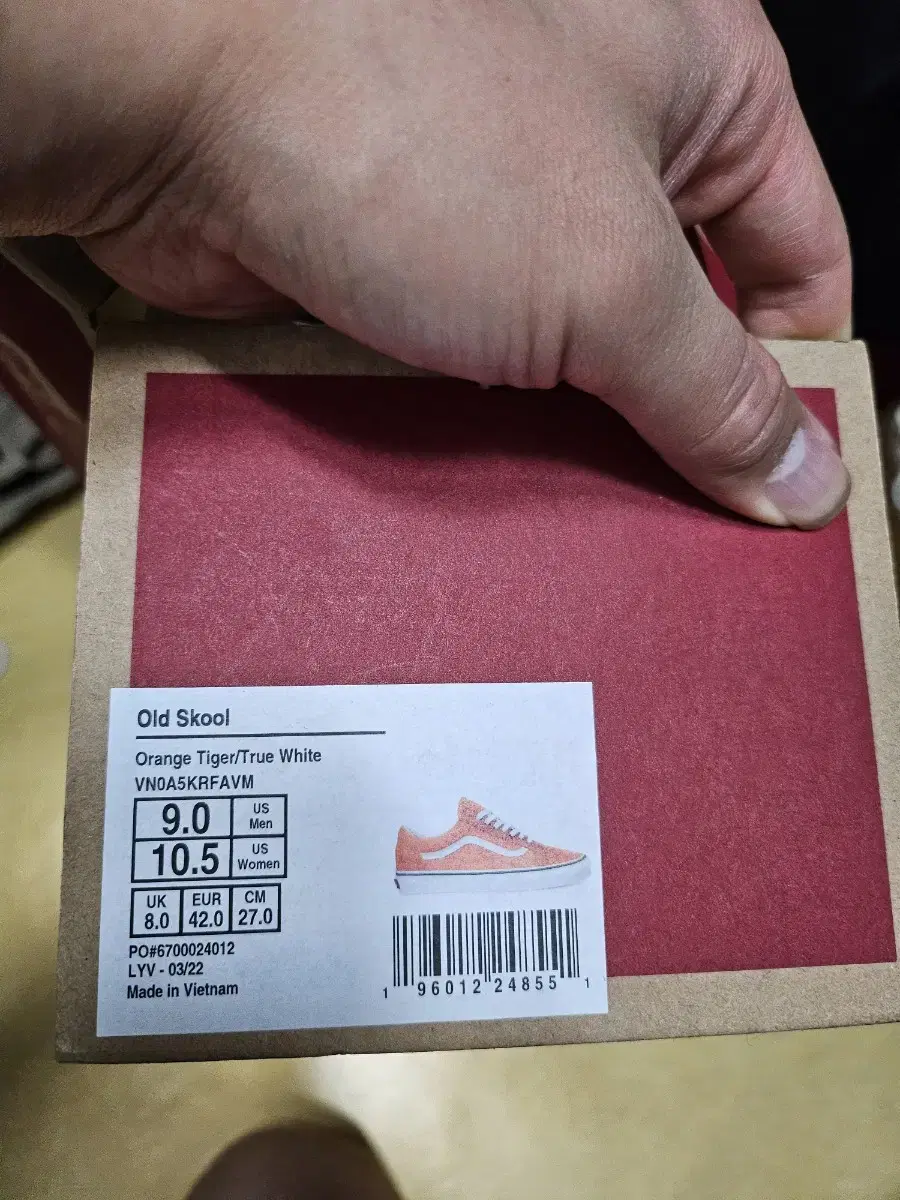 Old Skool
Orange Tiger/True White
VN0A5KRFAVM
9.0 US Men
10.5 US Women
UK EUR CM
8.0 42.0 27.0
PO#6700024012
LYV - 03/22
Made in Vietnam
1 96012 24855 1